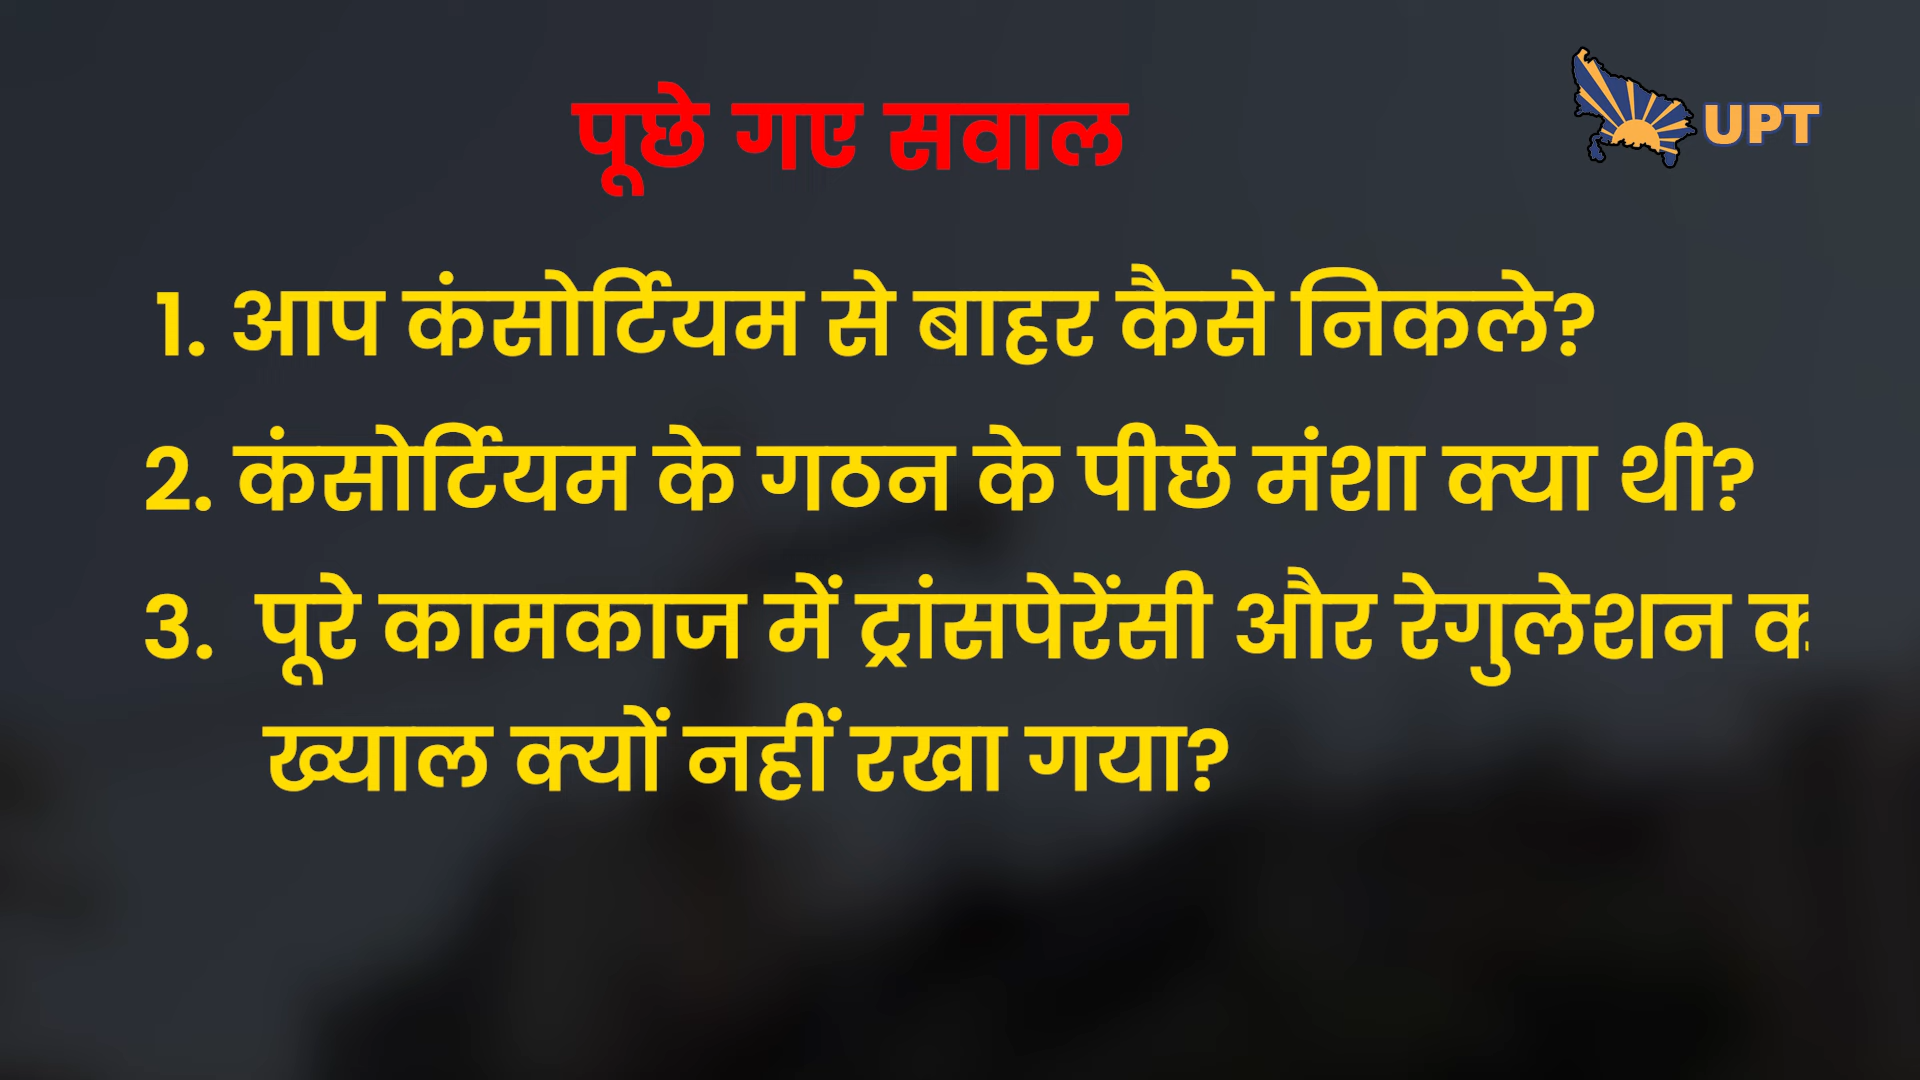 पूछे गए सवाल
UPT
1. आप कंसोर्टियम से बाहर कैसे निकले?
2. कंसोर्टियम के गठन के पीछे मंशा क्या थी?
3. पूरे कामकाज में ट्रांसपेरेंसी और रेगुलेशन
ख्याल क्यों नहीं रखा गया?